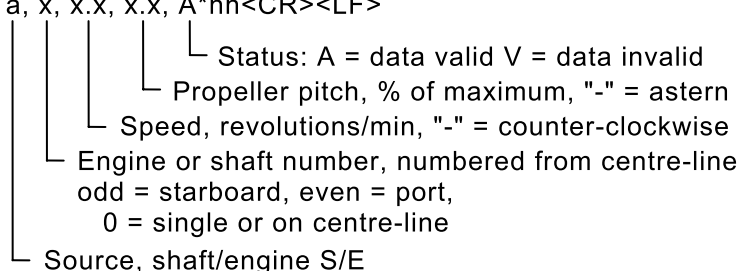 a, x, x.x, x.x, A*hh<CR><LF>
Status: A = data valid V = data invalid
Propeller pitch, % of maximum, "-" = astern
Speed, revolutions/min, "-" = counter-clockwise
Engine or shaft number, numbered from centre-line
odd = starboard, even = port,
0 = single or on centre-line
Source, shaft/engine S/E